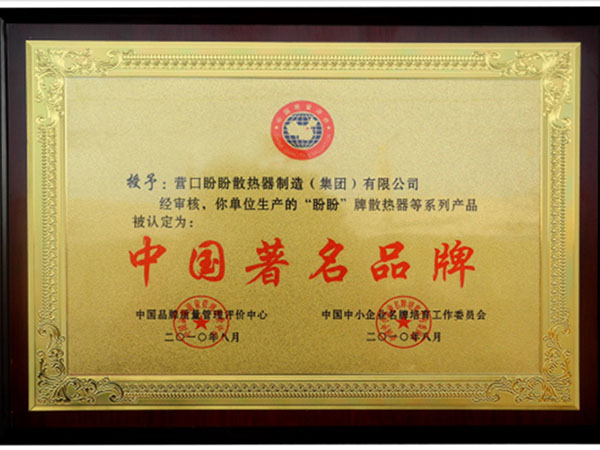 授予：营口盼盼散热器制造（集团）有限公司
经审核，你单位生产的“盼盼”牌散热器等系列产品
被认定为：
中国著名品牌
中国品牌质量管理评价中心
中国中小企业名牌培育工作委员会
二〇一〇年八月
二〇一〇年八月